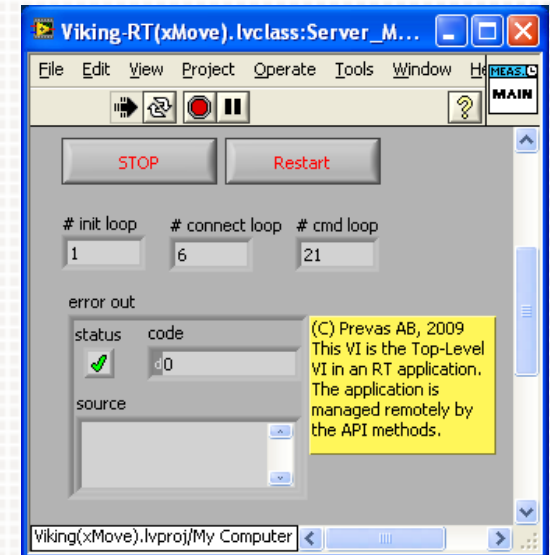 Viking-RT(xMove).lvclass:Server_M...
File Edit View Project Operate Tools Window He
MEAS.
MAIN
STOP Restart
# init loop # connect loop # cmd loop
1 6 21
error out
status code
d0
source
(C) Prevas AB, 2009
This VI is the Top-Level
VI in an RT application.
The application is
managed remotely by
the API methods.
Viking(xMove).lvproj/My Computer